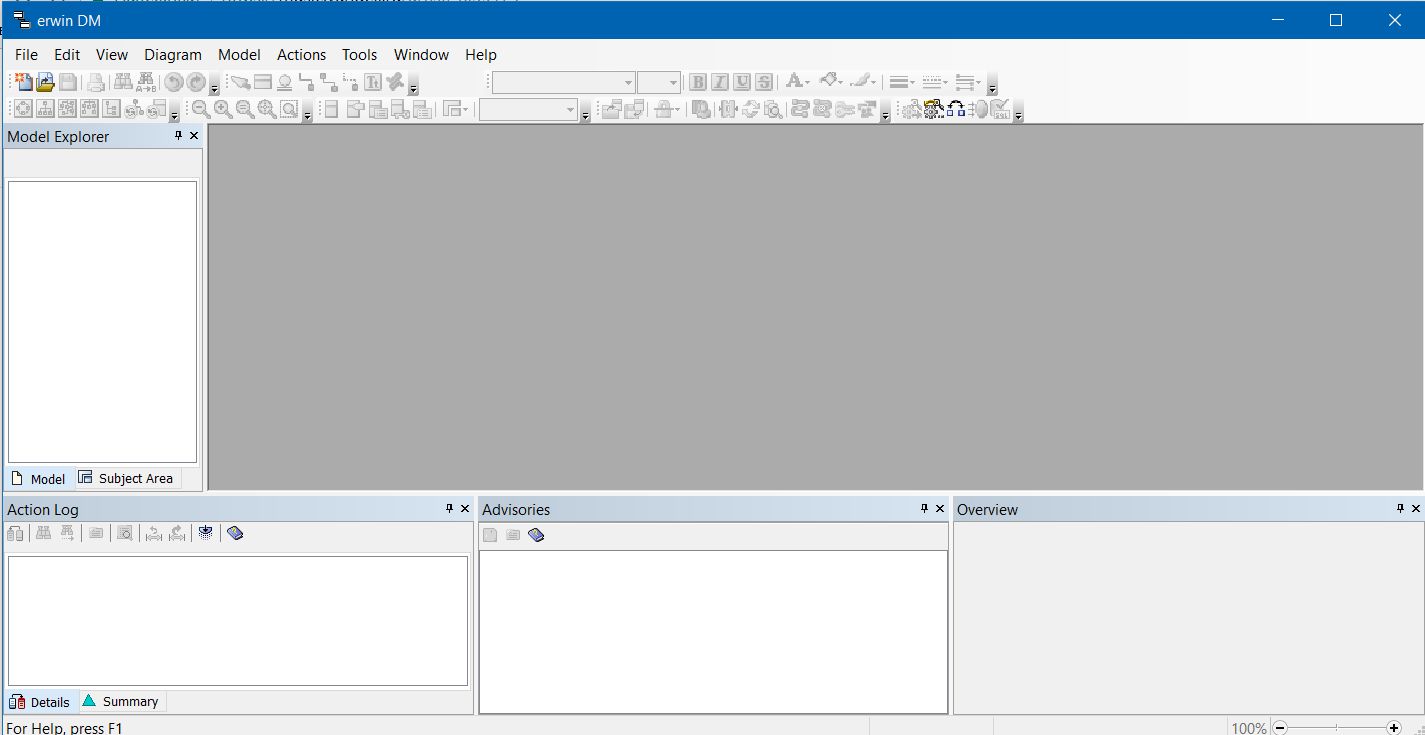 erwin DM
File Edit View Diagram Model Actions Tools Window Help
Model Explorer
Model Subject Area
Action Log
Advisories
Overview
Details Summary
For Help, press F1
100%